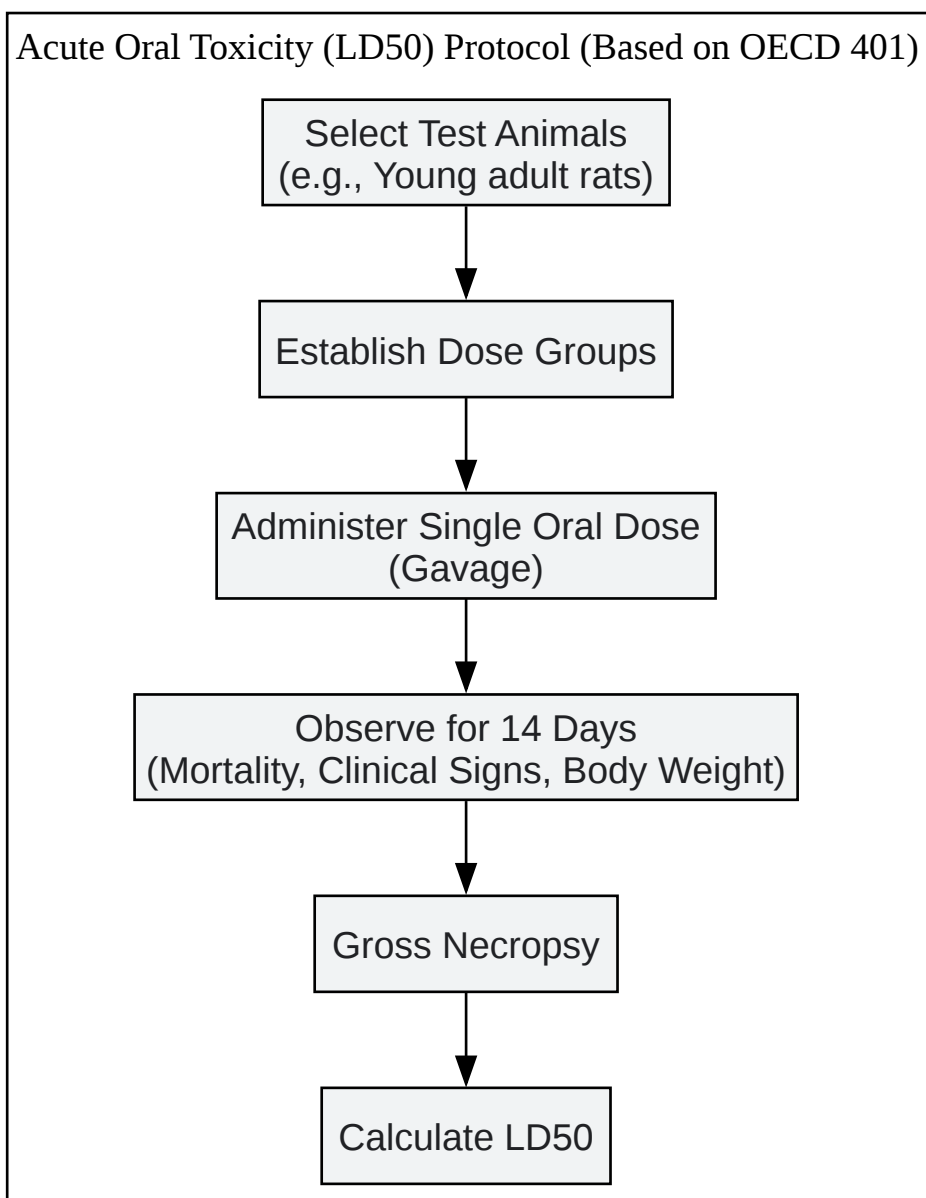 Acute Oral Toxicity (LD50) Protocol (Based on OECD 401)
Select Test Animals
(e.g., Young adult rats)
Establish Dose Groups
Administer Single Oral Dose
(Gavage)
Observe for 14 Days
(Mortality, Clinical Signs, Body Weight)
Gross Necropsy
Calculate LD50